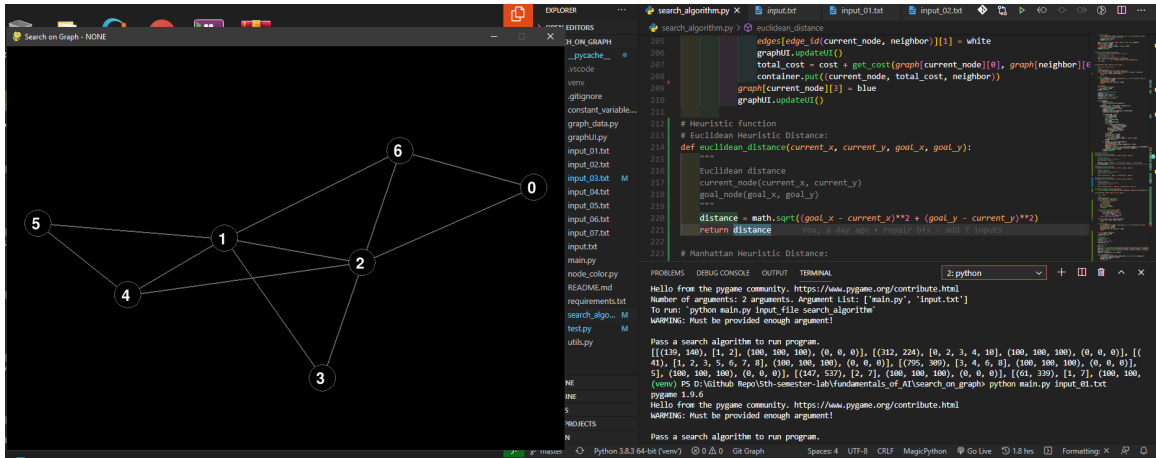 Search on Graph - NONE
6
0
5
1
2
4
3
EXPLORER
OPEN EDITORS
CH_ON_GRAPH
__pycache__
.vscode
venv
.gitignore
constant_variable....
graph_data.py
graphUI.py
input_01.txt
input_02.txt
input_03.txt M
input_04.txt
input_05.txt
input_06.txt
input_07.txt
input.txt
main.py
node_color.py
README.md
requirements.txt
search_algo... M
test.py M
utils.py
NE
INE
S
PROJECTS
N
search_algorithm.py
input.txt
input_01.txt
input_02.txt
search_algorithm.py > euclidean_distance
205 edges[edge_id(current_node, neighbor)][1] = white
206 graphUI.updateUI()
207 total_cost = cost + get_cost(graph[current_node][0], graph[neighbor][0
208 container.put((current_node, total_cost, neighbor))
209 graph[current_node][3] = blue
210 graphUI.updateUI()
211
212 # Heuristic function
213 # Euclidean Heuristic Distance:
214 def euclidean_distance(current_x, current_y, goal_x, goal_y):
215 """
216 Euclidean distance
217 current_node(current_x, current_y)
218 goal_node(goal_x, goal_y)
219 """
220 distance = math.sqrt((goal_x - current_x)**2 + (goal_y - current_y)**2)
221 return distance You, a day ago • repair bfs - add 7 inputs
222
223 # Manhattan Heuristic Distance:
PROBLEMS DEBUG CONSOLE OUTPUT TERMINAL 2: python
Hello from the pygame community. https://www.pygame.org/contribute.html
Number of arguments: 2 arguments. Argument List: ['main.py', 'input.txt']
To run: `python main.py input_file search_algorithm`
WARNING: Must be provided enough argument!
Pass a search algorithm to run program.
[[(139, 140), [1, 2], (100, 100, 100), (0, 0, 0)], [(312, 224), [0, 2, 3, 4, 10], (100, 100, 100), (0, 0, 0)], [(
41), [1, 2, 3, 5, 6, 7, 8], (100, 100, 100), (0, 0, 0)], [(795, 309), [3, 4, 6, 8], (100, 100, 100), (0, 0, 0)],
5], (100, 100, 100), (0, 0, 0)], [(147, 537), [2, 7], (100, 100, 100), (0, 0, 0)], [(61, 339), [1, 7], (100, 100,
(venv) PS D:\Github Repo\5th-semester-lab\fundamentals_of_AI\search_on_graph> python main.py input_01.txt
pygame 1.9.6
Hello from the pygame community. https://www.pygame.org/contribute.html
WARNING: Must be provided enough argument!
Pass a search algorithm to run program.
master Python 3.8.3 64-bit ('venv') 0 0 Git Graph Spaces: 4 UTF-8 CRLF MagicPython Go Live 1.8 hrs Formatting: ✕